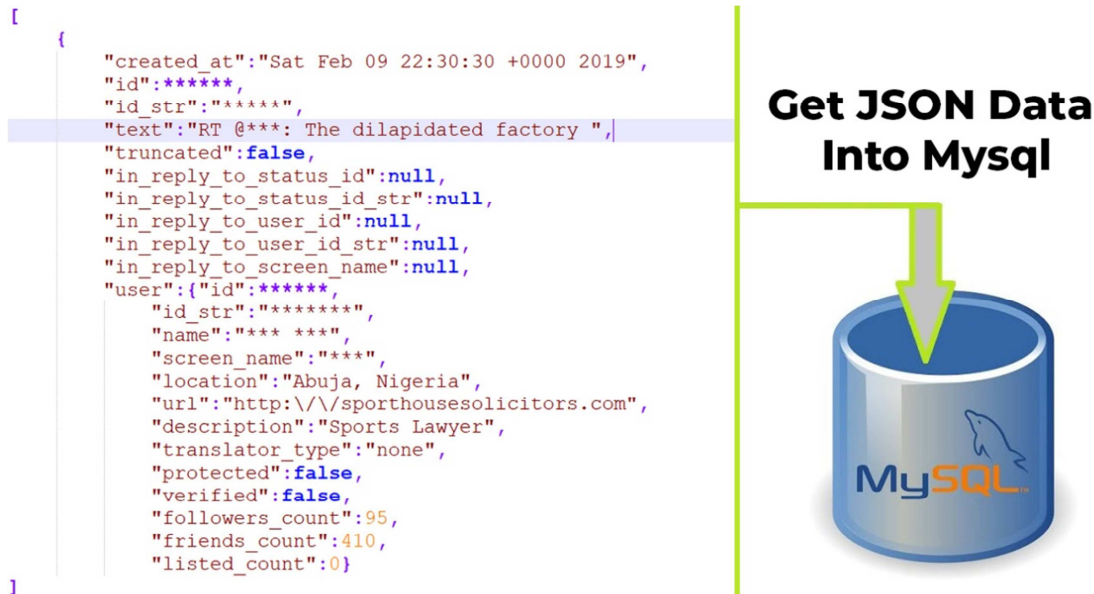 [
{
"created_at":"Sat Feb 09 22:30:30 +0000 2019",
"id":******,
"id_str":"*****",
"text":"RT @***: The dilapidated factory ",
"truncated":false,
"in_reply_to_status_id":null,
"in_reply_to_status_id_str":null,
"in_reply_to_user_id":null,
"in_reply_to_user_id_str":null,
"in_reply_to_screen_name":null,
"user":{"id":******,
"id_str":"*******",
"name":"*** ***",
"screen_name":"***",
"location":"Abuja, Nigeria",
"url":"http:\/\/sporthousesolicitors.com",
"description":"Sports Lawyer",
"translator_type":"none",
"protected":false,
"verified":false,
"followers_count":95,
"friends_count":410,
"listed_count":0}
]
Get JSON Data
Into Mysql
MySQL